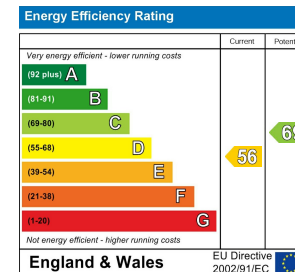 Energy Efficiency Rating
Current
Very energy efficient - lower running costs
(92 plus) A
(81-91) B
(69-80) C
(55-68) D
56
(39-54) E
(21-38) F
(1-20) G
Not energy efficient - higher running costs
England & Wales
EU Directive
2002/91/EC